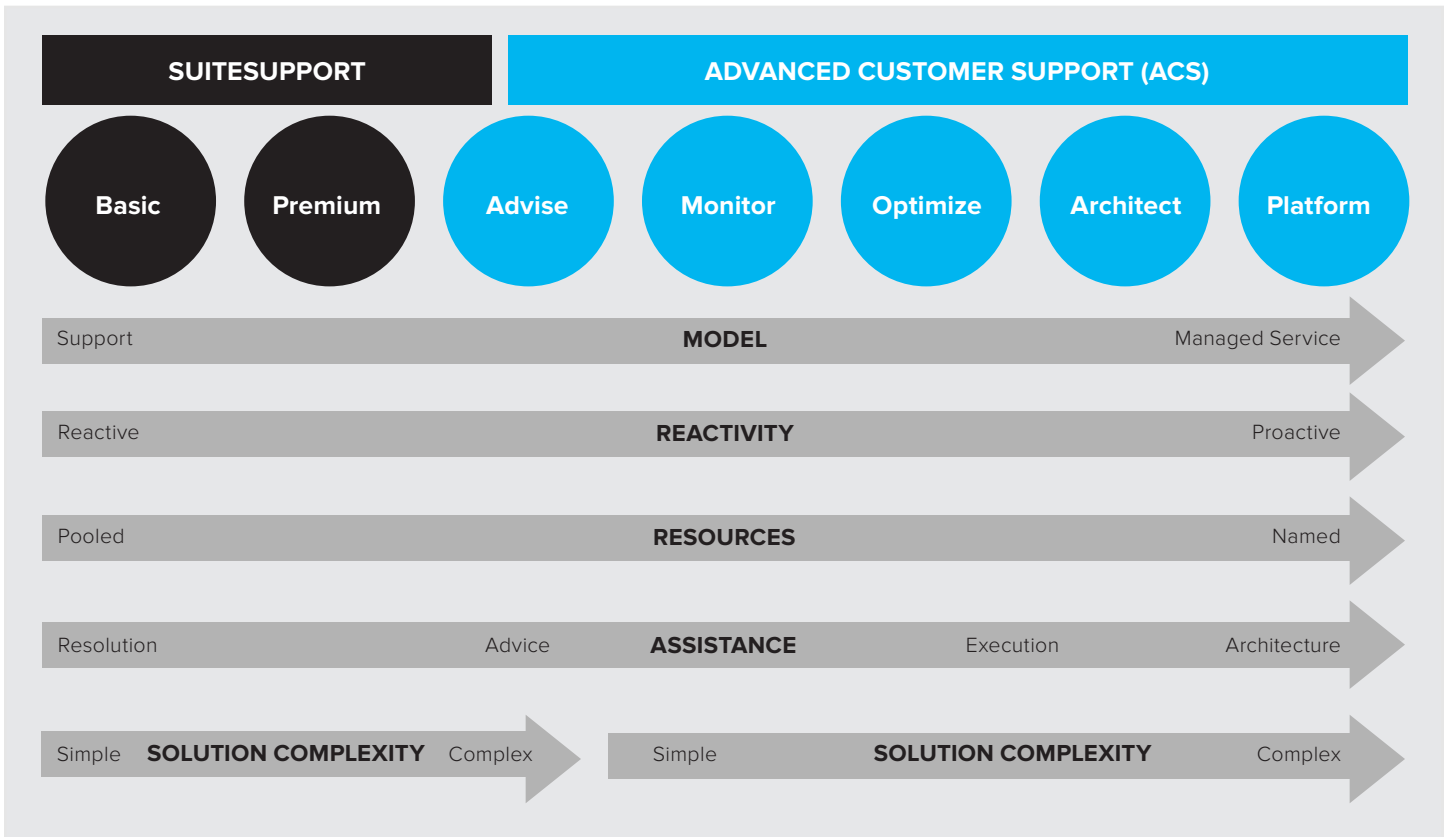 SUITESUPPORT
ADVANCED CUSTOMER SUPPORT (ACS)
Basic
Premium
Advise
Monitor
Optimize
Architect
Platform
Support MODEL Managed Service
Reactive REACTIVITY Proactive
Pooled RESOURCES Named
Resolution Advice ASSISTANCE Execution Architecture
Simple SOLUTION COMPLEXITY Complex
Simple SOLUTION COMPLEXITY Complex